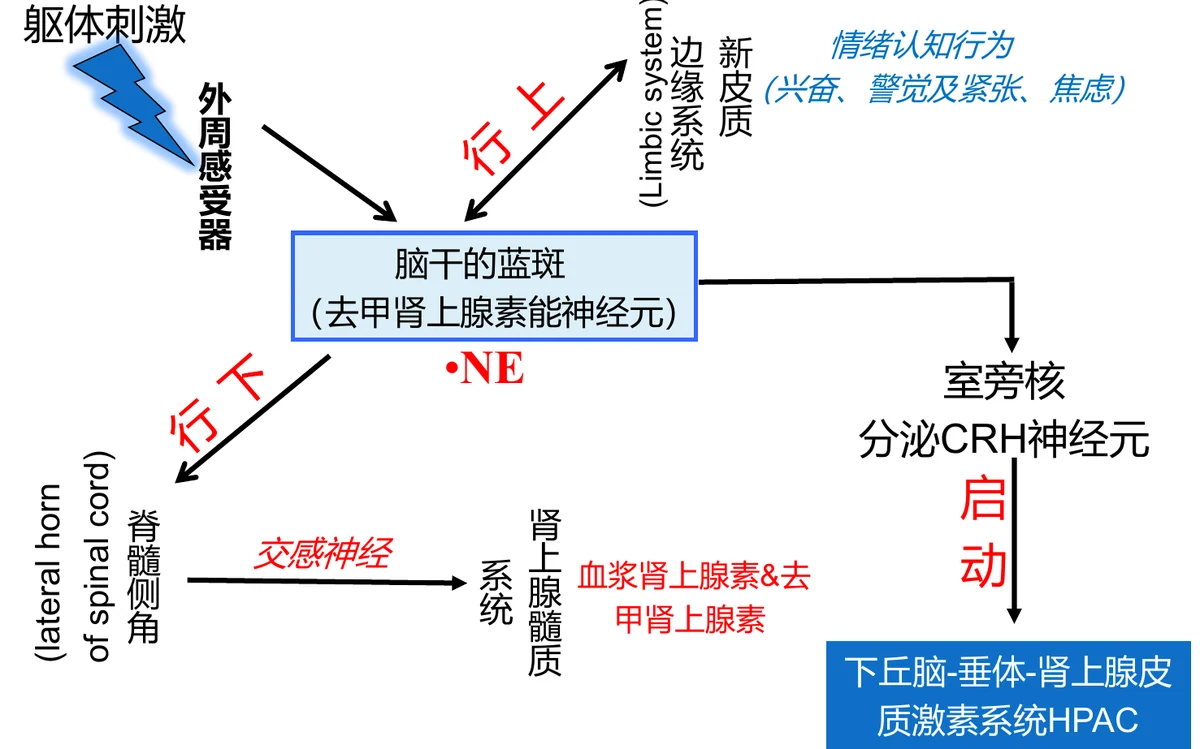 躯体刺激
外周感受器
上行
(Limbic system)
边缘系统
新皮质
情绪认知行为
(兴奋、警觉及紧张、焦虑)
脑干的蓝斑
（去甲肾上腺素能神经元）
•NE
下行
室旁核
分泌CRH神经元
启动
(lateral horn
of spinal cord)
脊髓侧角
交感神经
肾上腺髓质
系统
血浆肾上腺素&去
甲肾上腺素
下丘脑-垂体-肾上腺皮
质激素系统HPAC